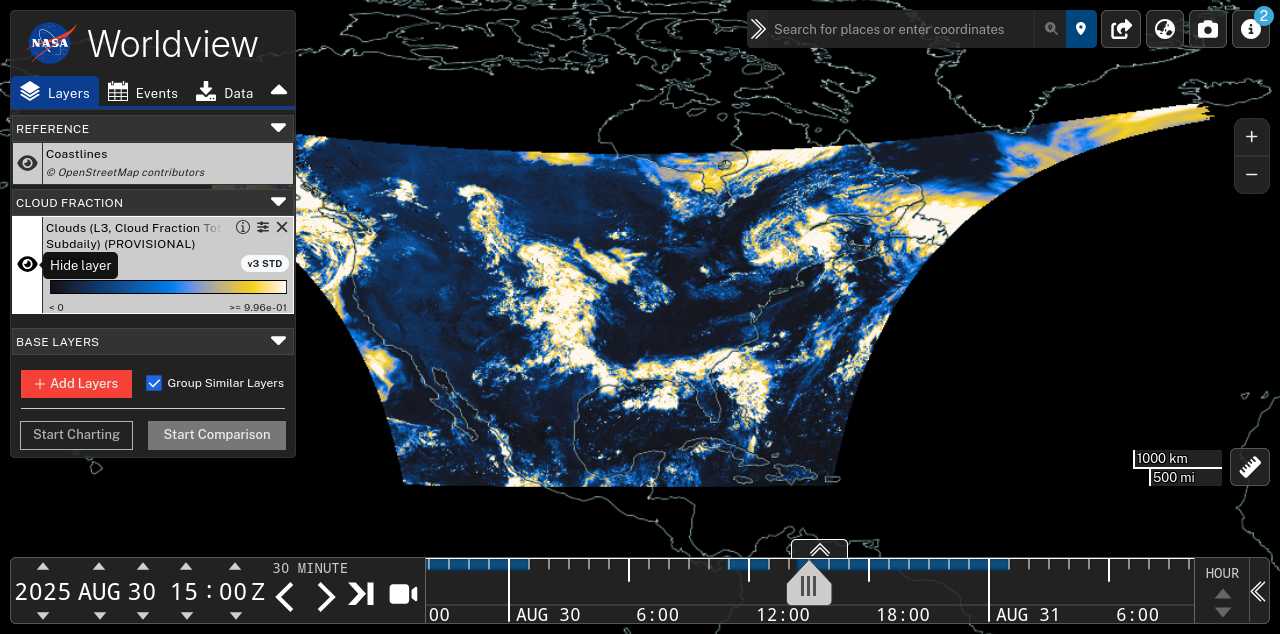 NASA Worldview
Search for places or enter coordinates
2
Layers Events Data
REFERENCE
Coastlines
© OpenStreetMap contributors
CLOUD FRACTION
Clouds (L3, Cloud Fraction Tot
Subdaily) (PROVISIONAL)
Hide layer
v3 STD
< 0 >= 9.96e-01
BASE LAYERS
+ Add Layers Group Similar Layers
Start Charting Start Comparison
+
−
1000 km
500 mi
2025 AUG 30 15 : 00 Z
30 MINUTE
00 AUG 30 6:00 12:00 18:00 AUG 31 6:00
HOUR